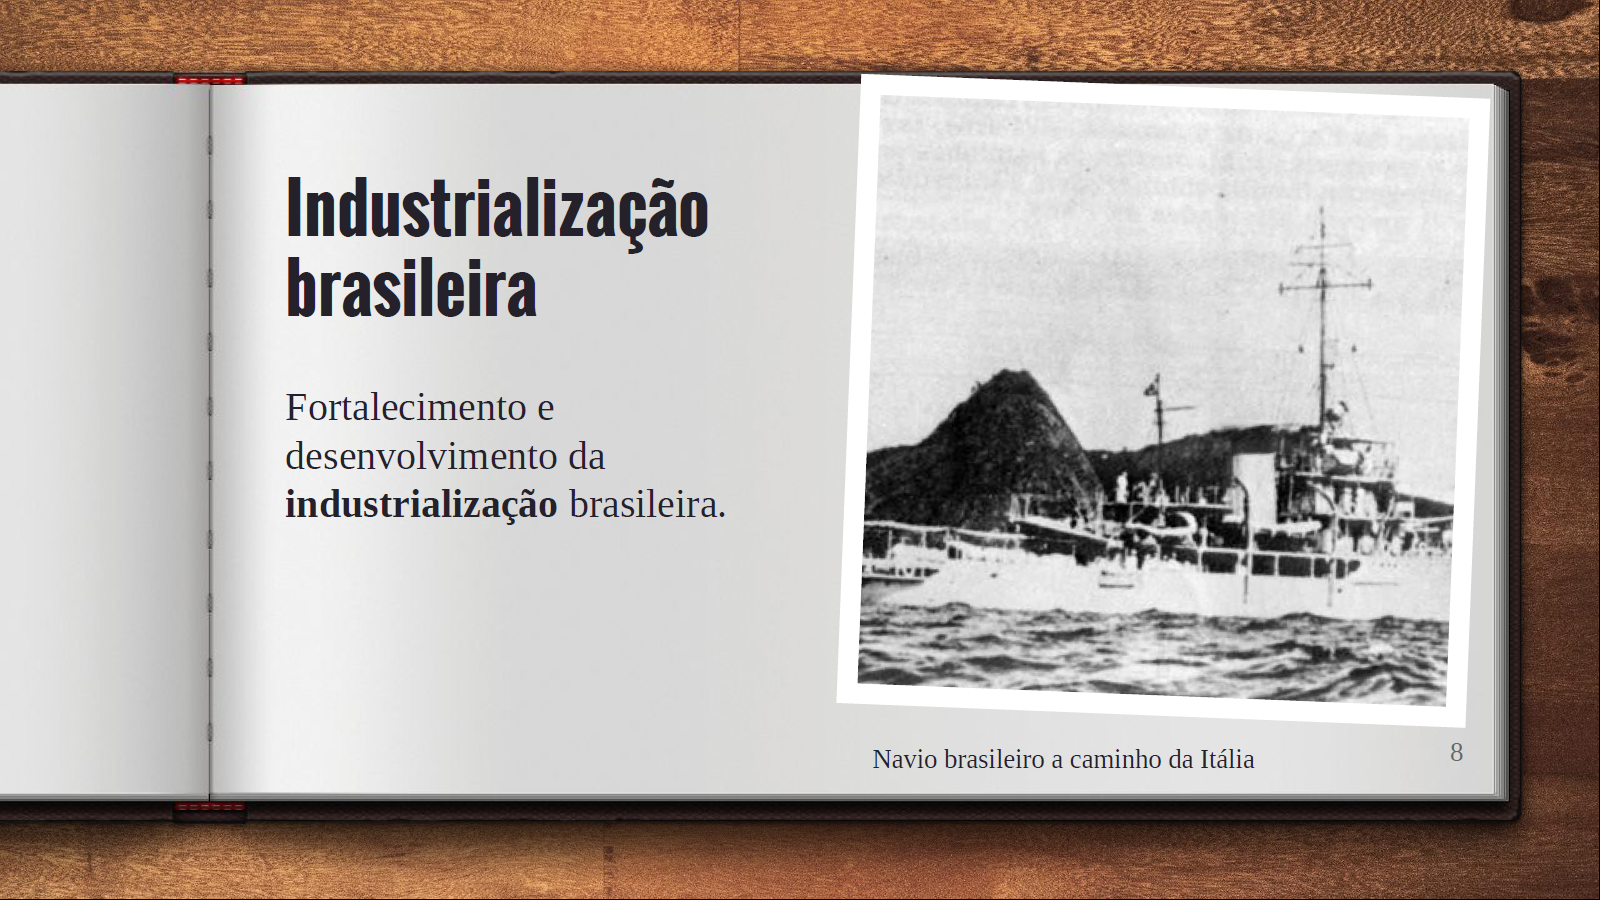 Industrialização
brasileira
Fortalecimento e
desenvolvimento da
industrialização brasileira.
Navio brasileiro a caminho da Itália
8